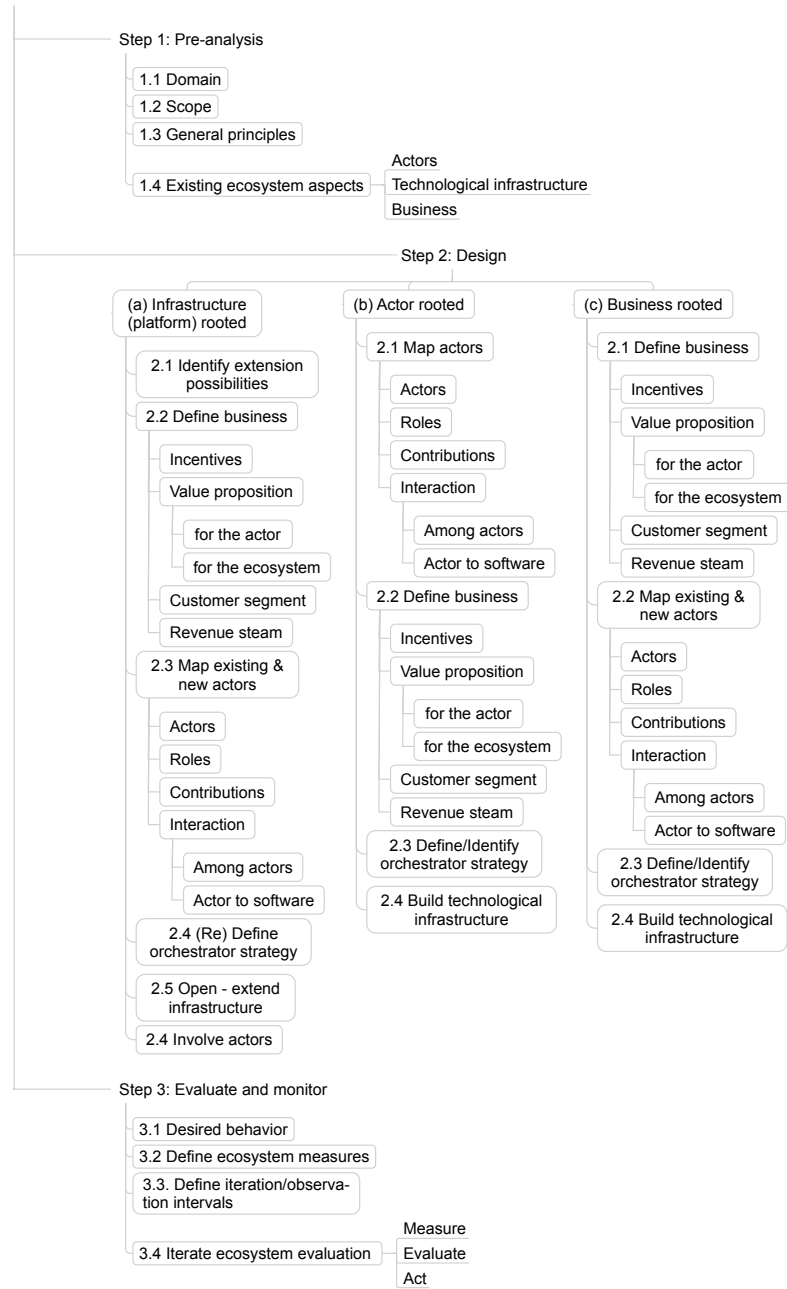 Step 1: Pre-analysis
1.1 Domain
1.2 Scope
1.3 General principles
1.4 Existing ecosystem aspects
Actors
Technological infrastructure
Business
Step 2: Design
(a) Infrastructure
(platform) rooted
2.1 Identify extension
possibilities
2.2 Define business
Incentives
Value proposition
for the actor
for the ecosystem
Customer segment
Revenue steam
2.3 Map existing &
new actors
Actors
Roles
Contributions
Interaction
Among actors
Actor to software
2.4 (Re) Define
orchestrator strategy
2.5 Open - extend
infrastructure
2.4 Involve actors
(b) Actor rooted
2.1 Map actors
Actors
Roles
Contributions
Interaction
Among actors
Actor to software
2.2 Define business
Incentives
Value proposition
for the actor
for the ecosystem
Customer segment
Revenue steam
2.3 Define/Identify
orchestrator strategy
2.4 Build technological
infrastructure
(c) Business rooted
2.1 Define business
Incentives
Value proposition
for the actor
for the ecosystem
Customer segment
Revenue steam
2.2 Map existing &
new actors
Actors
Roles
Contributions
Interaction
Among actors
Actor to software
2.3 Define/Identify
orchestrator strategy
2.4 Build technological
infrastructure
Step 3: Evaluate and monitor
3.1 Desired behavior
3.2 Define ecosystem measures
3.3. Define iteration/observa-
tion intervals
3.4 Iterate ecosystem evaluation
Measure
Evaluate
Act